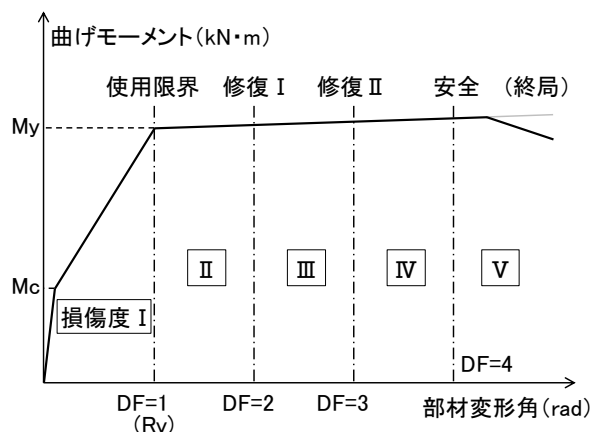 曲げモーメント(kN・m)
使用限界 修復Ⅰ 修復Ⅱ 安全 (終局)
My
Ⅱ Ⅲ Ⅳ Ⅴ
Mc
損傷度Ⅰ
DF=4
DF=1 DF=2 DF=3 部材変形角(rad)
(Ry)